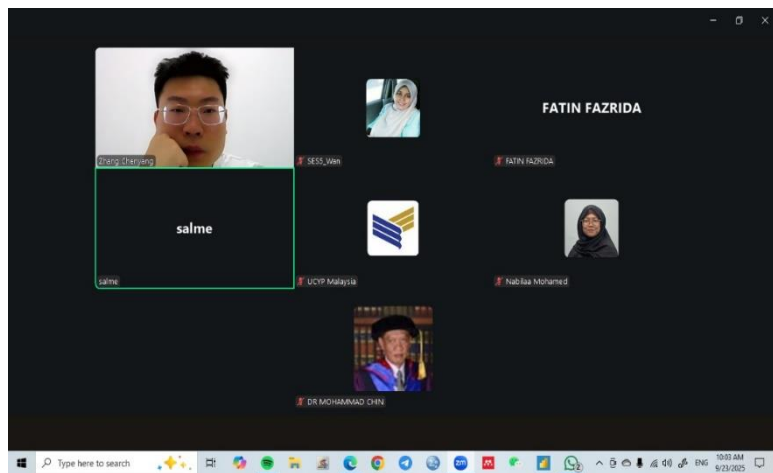 Zhang Chenyang
SESS_Wan
FATIN FAZRIDA
FATIN FAZRIDA
salme
salme
UCYP Malaysia
Nabilaa Mohamed
DR MOHAMMAD CHIN
Type here to search
zm
ENG
10:03 AM
9/23/2025